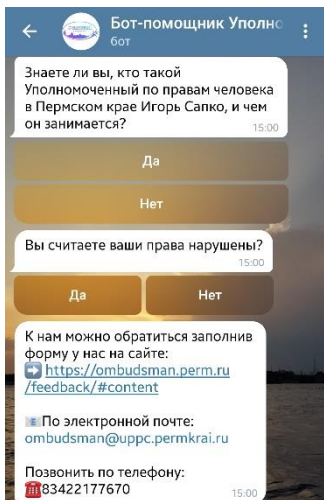 Бот-помощник Уполно
бот
Знаете ли вы, кто такой
Уполномоченный по правам человека
в Пермском крае Игорь Сапко, и чем
он занимается?
15:00
Да
Нет
Вы считаете ваши права нарушены?
15:00
Да
Нет
К нам можно обратиться заполнив
форму у нас на сайте:
➡️ https://ombudsman.perm.ru
/feedback/#content
📧По электронной почте:
ombudsman@uppc.permkrai.ru
Позвонить по телефону:
☎️83422177670
15:00